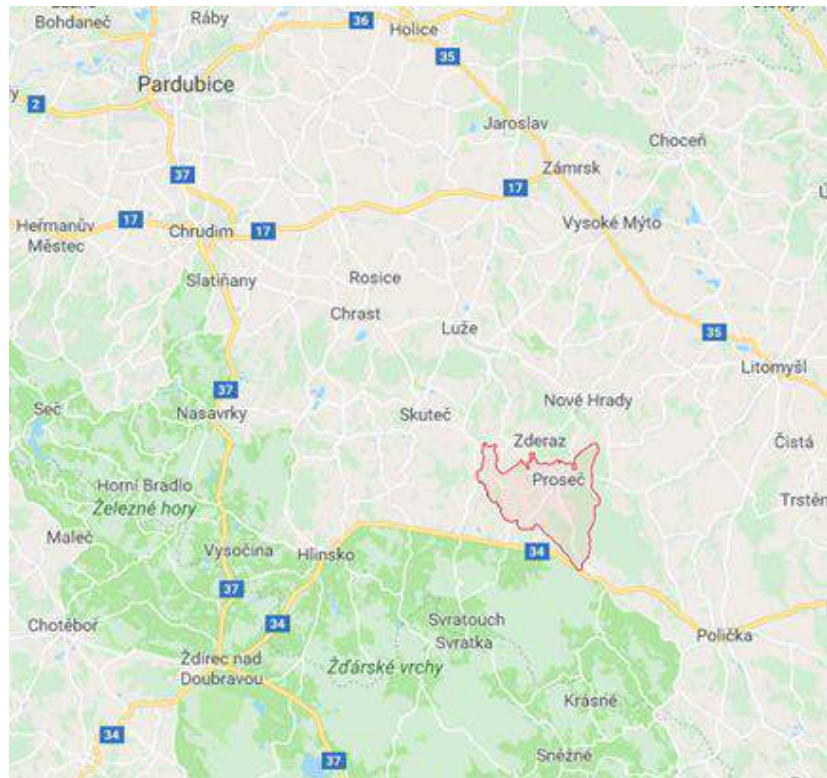 Bohdaneč
Ráby
36
Holice
35
Pardubice
2
Jaroslav
Choceň
Zámrsk
37
17
Heřmanův
Městec
17
Chrudim
17
Vysoké Mýto
Slatiňany
Rosice
Chrast
Luže
35
Litomyšl
37
Seč
Nasavrky
Skuteč
Nové Hrady
Zderaz
Čistá
Proseč
Horní Bradlo
Železné hory
Trstěn
Maleč
Vysočina
Hlinsko
34
37
Chotěboř
34
Svratouch
Svratka
Polička
Ždírec nad
Doubravou
Žďárské vrchy
Krásné
34
37
Sněžné